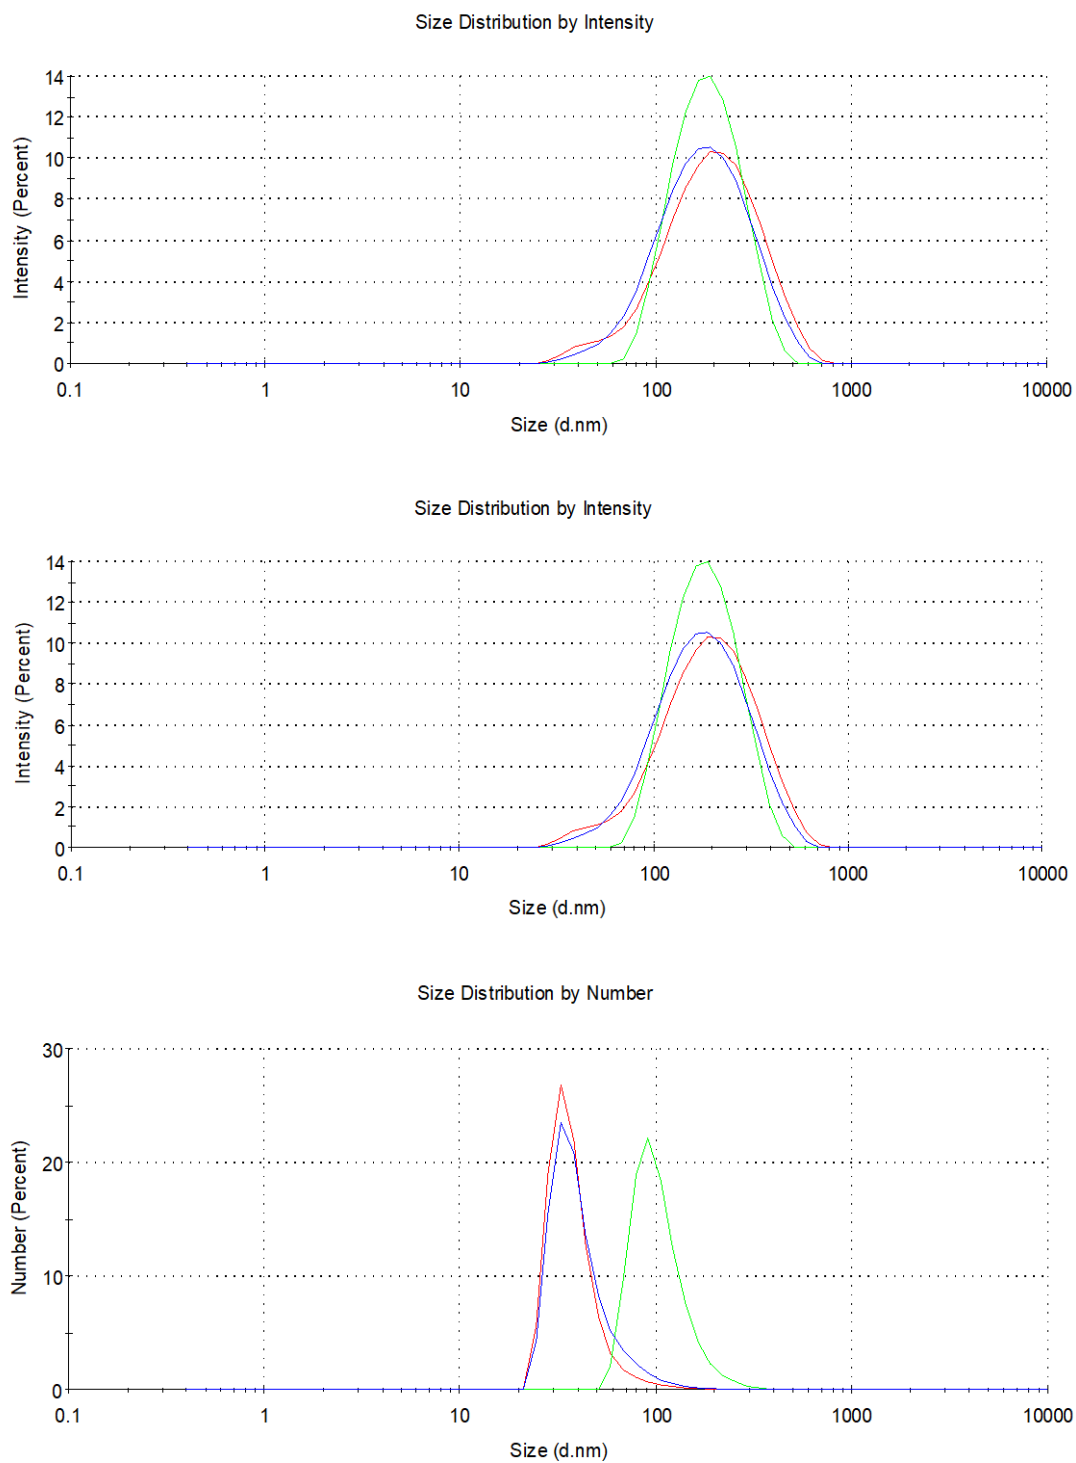 Size Distribution by Intensity
14
12
10
8
6
4
2
0
Intensity (Percent)
0.1 1 10 100 1000 10000
Size (d.nm)
Size Distribution by Intensity
14
12
10
8
6
4
2
0
Intensity (Percent)
0.1 1 10 100 1000 10000
Size (d.nm)
Size Distribution by Number
30
20
10
0
Number (Percent)
0.1 1 10 100 1000 10000
Size (d.nm)